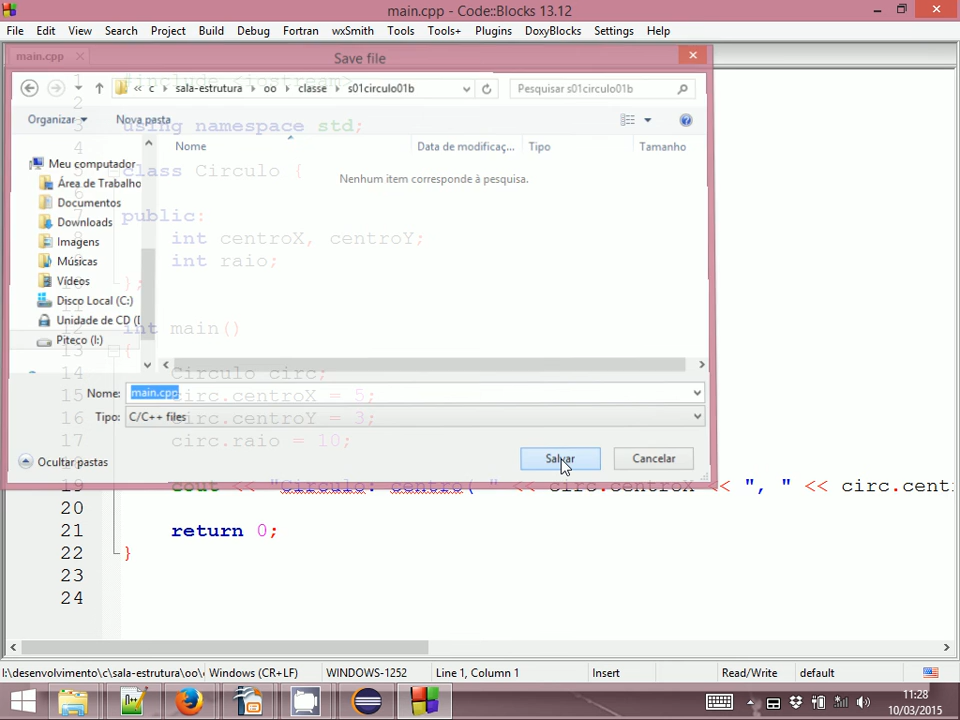 main.cpp - Code::Blocks 13.12
File Edit View Search Project Build Debug Fortran wxSmith Tools Tools+ Plugins DoxyBlocks Settings Help
main.cpp
Save file
« c sala-estrutura oo classe s01circulo01b
Pesquisar s01circulo01b
Organizar Nova pasta
Nome Data de modificaç... Tipo Tamanho
Nenhum item corresponde à pesquisa.
Meu computador
Área de Trabalho
Documentos
Downloads
Imagens
Músicas
Vídeos
Disco Local (C:)
Unidade de CD (
Piteco (I:)
Nome: main.cpp
Tipo: C/C++ files
Ocultar pastas
Salvar Cancelar
1 #include <iostream>
2
3 using namespace std;
4
5 class Circulo {
6
7 public:
8 int centroX, centroY;
9 int raio;
10 };
11
12 int main()
13 {
14 Circulo circ;
15 circ.centroX = 5;
16 circ.centroY = 3;
17 circ.raio = 10;
18
19 cout << "Circulo: centro( " << circ.centroX << ", " << circ.cent
20
21 return 0;
22 }
23
24
I:\desenvolvimento\c\sala-estrutura\oo\ Windows (CR+LF) WINDOWS-1252 Line 1, Column 1 Insert Read/Write default
11:28
10/03/2015